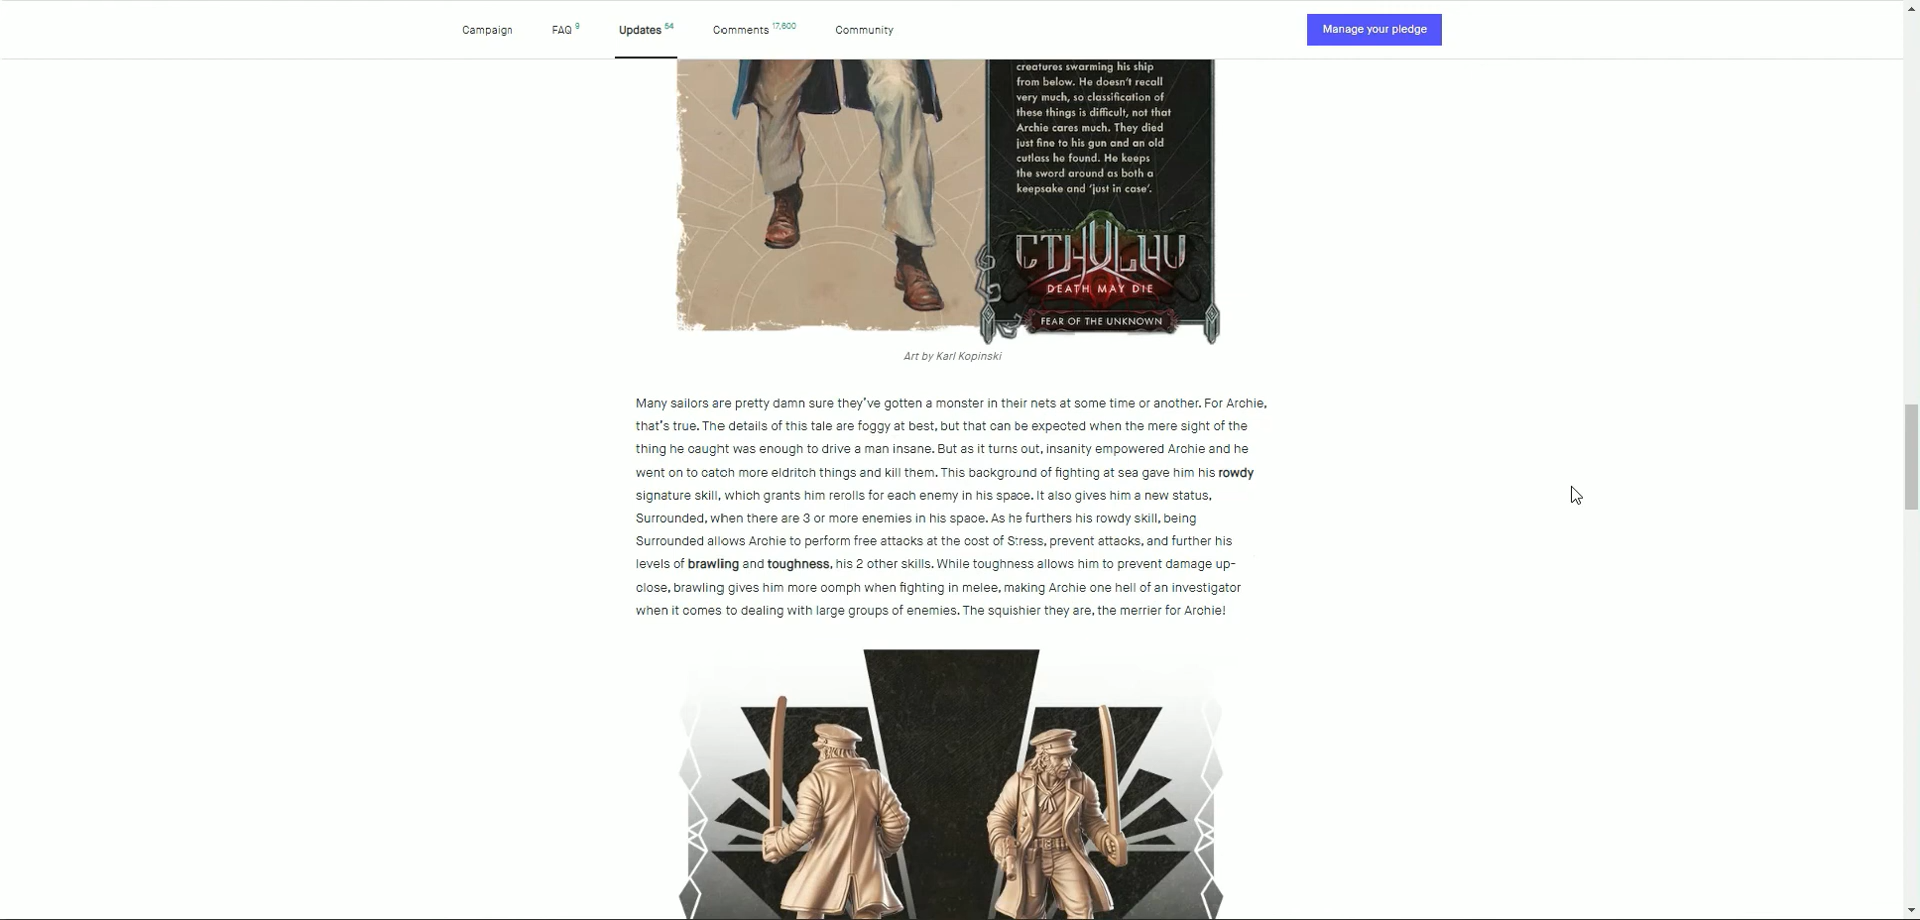 Campaign FAQ 9 Updates 54 Comments 17,600 Community Manage your pledge
creatures swarming his ship
from below. He doesn't recall
very much, so classification of
these things is difficult, not that
Archie cares much. They died
just fine to his gun and an old
cutlass he found. He keeps
the sword around as both a
keepsake and 'just in case'.
CTHULHU
DEATH MAY DIE
FEAR OF THE UNKNOWN
Art by Karl Kopinski
Many sailors are pretty damn sure they've gotten a monster in their nets at some time or another. For Archie,
that's true. The details of this tale are foggy at best, but that can be expected when the mere sight of the
thing he caught was enough to drive a man insane. But as it turns out, insanity empowered Archie and he
went on to catch more eldritch things and kill them. This background of fighting at sea gave him his rowdy
signature skill, which grants him rerolls for each enemy in his space. It also gives him a new status,
Surrounded, when there are 3 or more enemies in his space. As he furthers his rowdy skill, being
Surrounded allows Archie to perform free attacks at the cost of Stress, prevent attacks, and further his
levels of brawling and toughness, his 2 other skills. While toughness allows him to prevent damage up-
close, brawling gives him more oomph when fighting in melee, making Archie one hell of an investigator
when it comes to dealing with large groups of enemies. The squishier they are, the merrier for Archie!